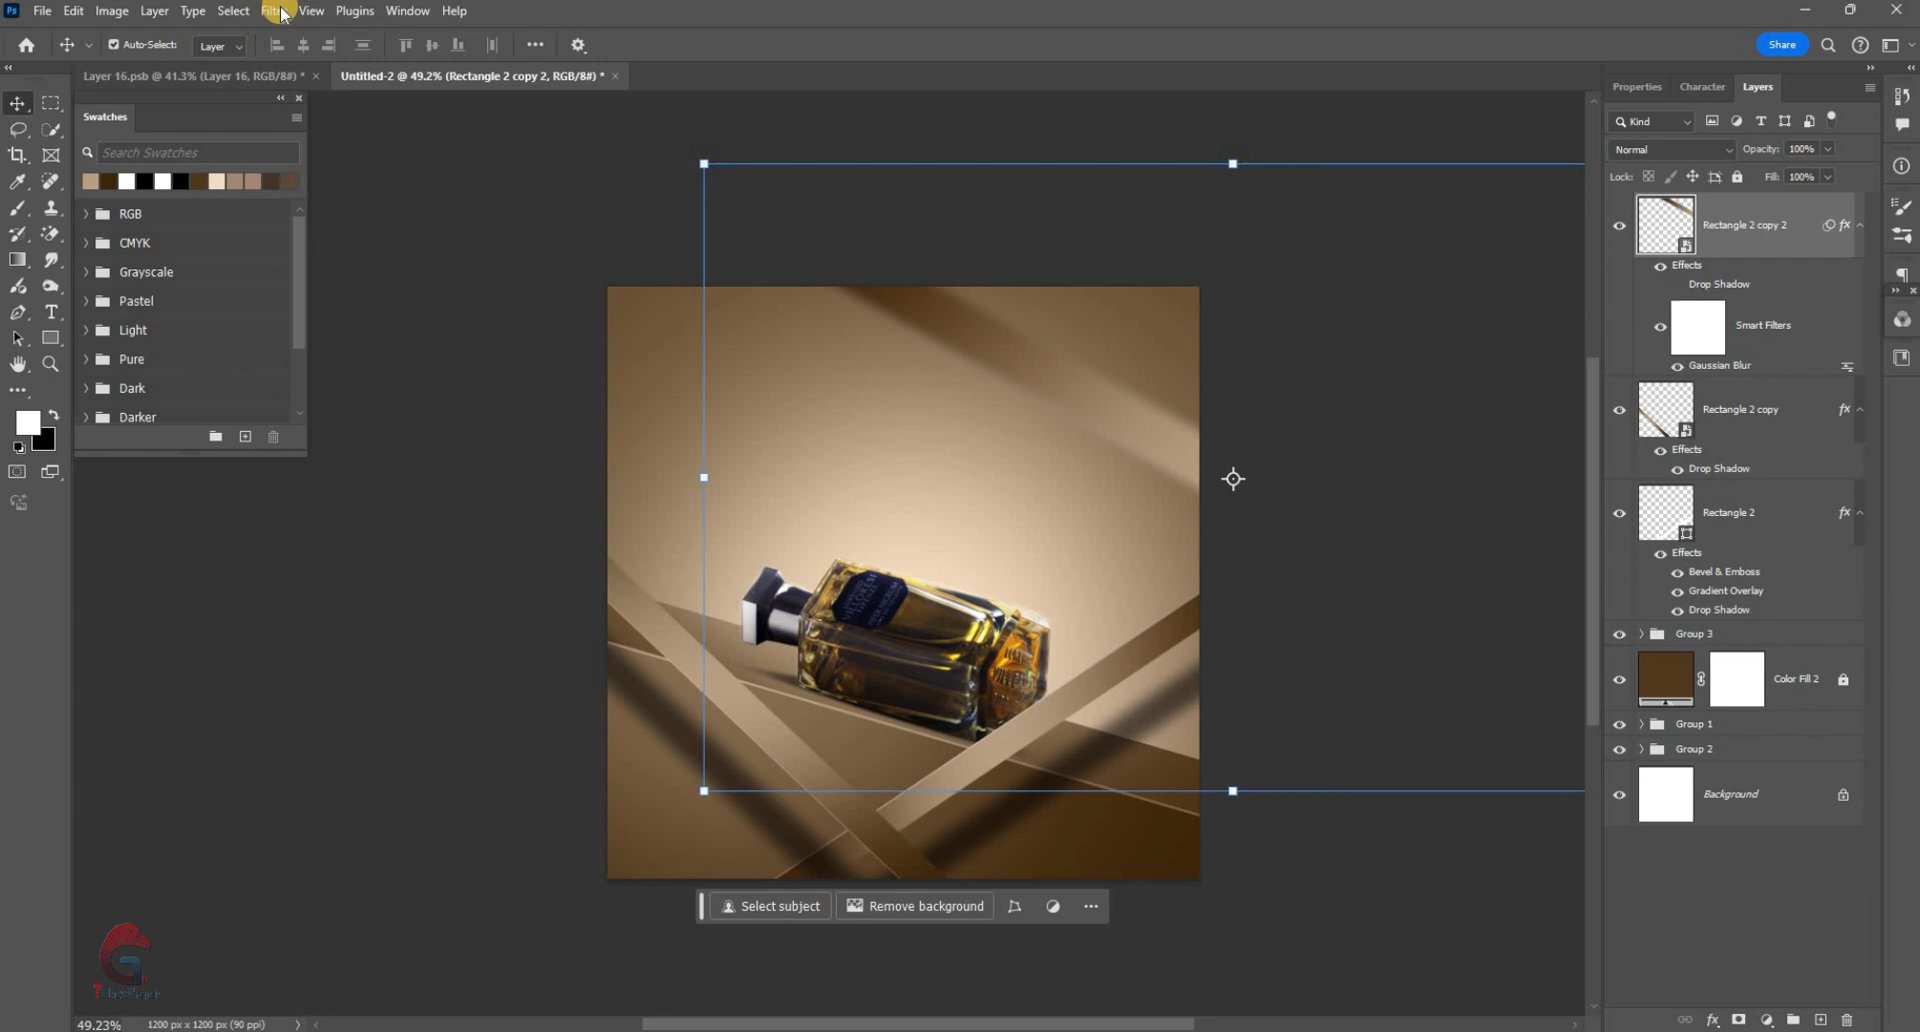 Ps File Edit Image Layer Type Select Filter View Plugins Window Help
Auto-Select: Layer
Share
Layer 16.psb @ 41.3% (Layer 16, RGB/8#) *
Untitled-2 @ 49.2% (Rectangle 2 copy 2, RGB/8#) *
Swatches
Search Swatches
RGB
CMYK
Grayscale
Pastel
Light
Pure
Dark
Darker
Select subject
Remove background
49.23%
1200 px x 1200 px (90 ppi)
Properties
Character
Layers
Kind
Normal
Opacity: 100%
Lock:
Fill: 100%
Rectangle 2 copy 2 fx
Effects
Drop Shadow
Smart Filters
Gaussian Blur
Rectangle 2 copy fx
Effects
Drop Shadow
Rectangle 2 fx
Effects
Bevel & Emboss
Gradient Overlay
Drop Shadow
Group 3
Color Fill 2
Group 1
Group 2
Background
fx